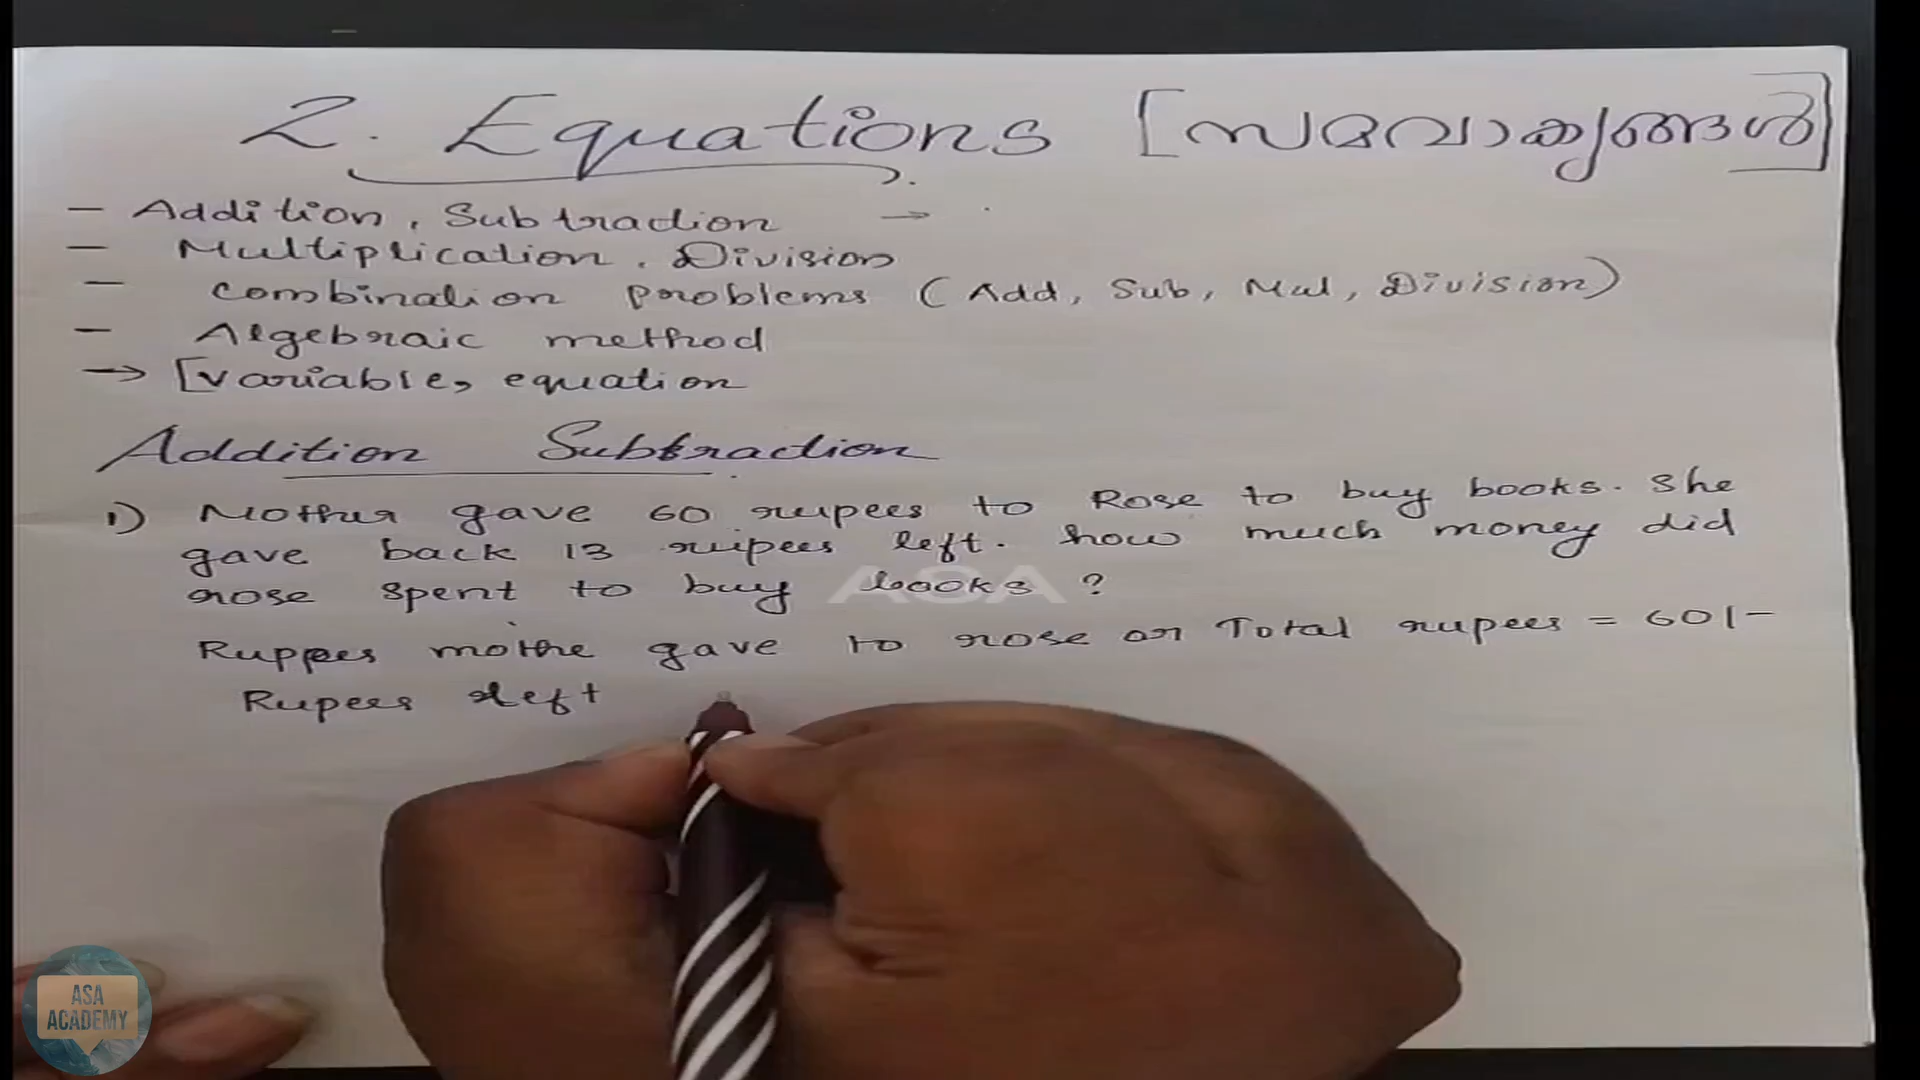 2. Equations [സമവാക്യങ്ങൾ]
- Addition, Subtraction →
- Multiplication, Division
- Combination problems (Add, Sub, Mul, Division)
- Algebraic method
→ [variable, equation
Addition Subtraction
1) Mother gave 60 rupees to Rose to buy books. She
gave back 13 rupees left. how much money did
rose spent to buy books ?
ASA
Ruppes mothe gave to rose or Total rupees = 60/-
Rupees left
ASA
ACADEMY